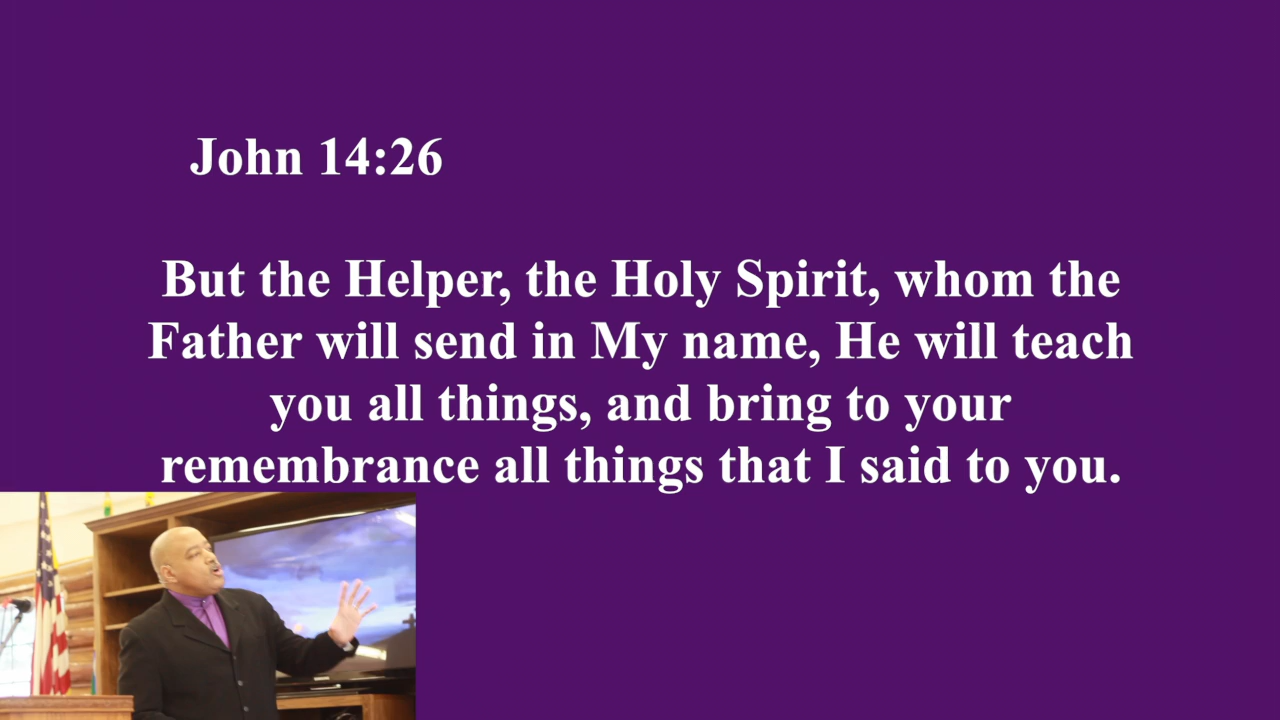 John 14:26
But the Helper, the Holy Spirit, whom the
Father will send in My name, He will teach
you all things, and bring to your
remembrance all things that I said to you.